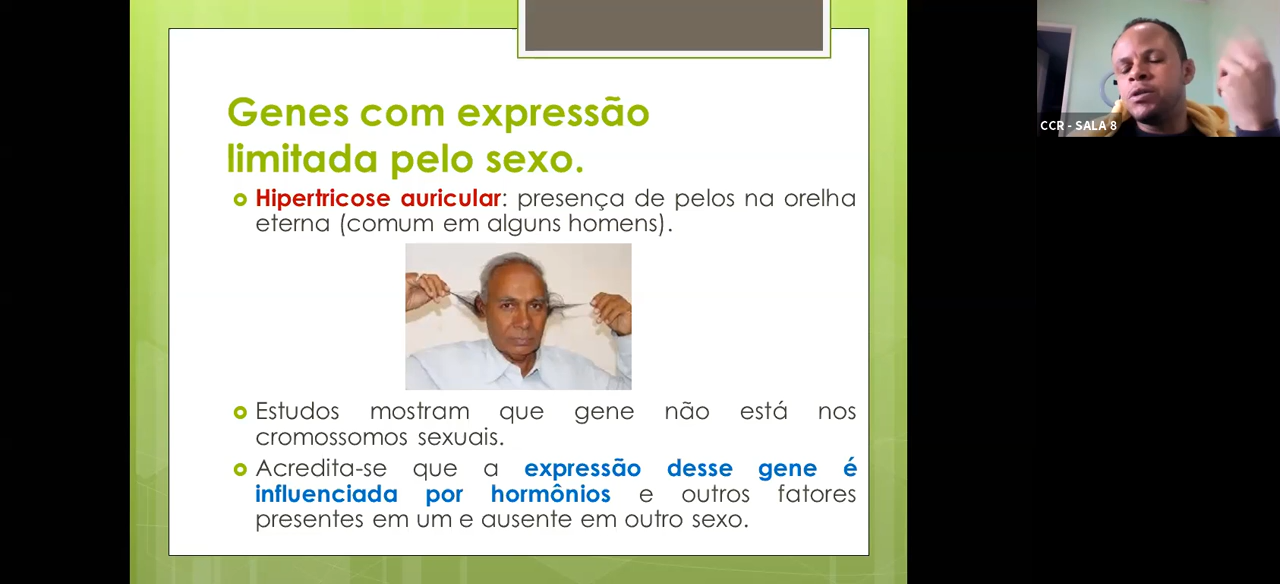 Genes com expressão
limitada pelo sexo.
Hipertricose auricular: presença de pelos na orelha
eterna (comum em alguns homens).
Estudos mostram que gene não está nos
cromossomos sexuais.
Acredita-se que a expressão desse gene é
influenciada por hormônios e outros fatores
presentes em um e ausente em outro sexo.
CCR - SALA 8